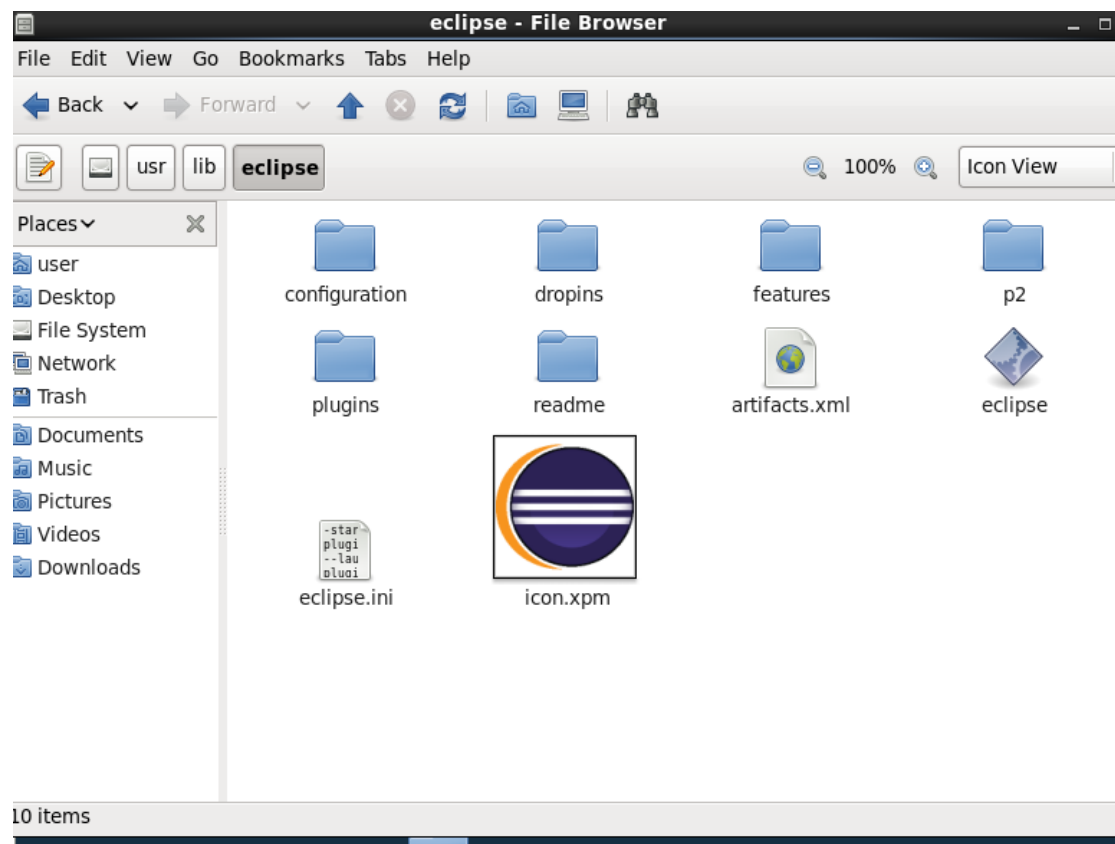 eclipse - File Browser
File Edit View Go Bookmarks Tabs Help
Back Forward
usr lib eclipse 100% Icon View
Places
user
Desktop
File System
Network
Trash
Documents
Music
Pictures
Videos
Downloads
configuration dropins features p2
plugins readme artifacts.xml eclipse
-star
plugi
--lau
plugi
eclipse.ini icon.xpm
10 items